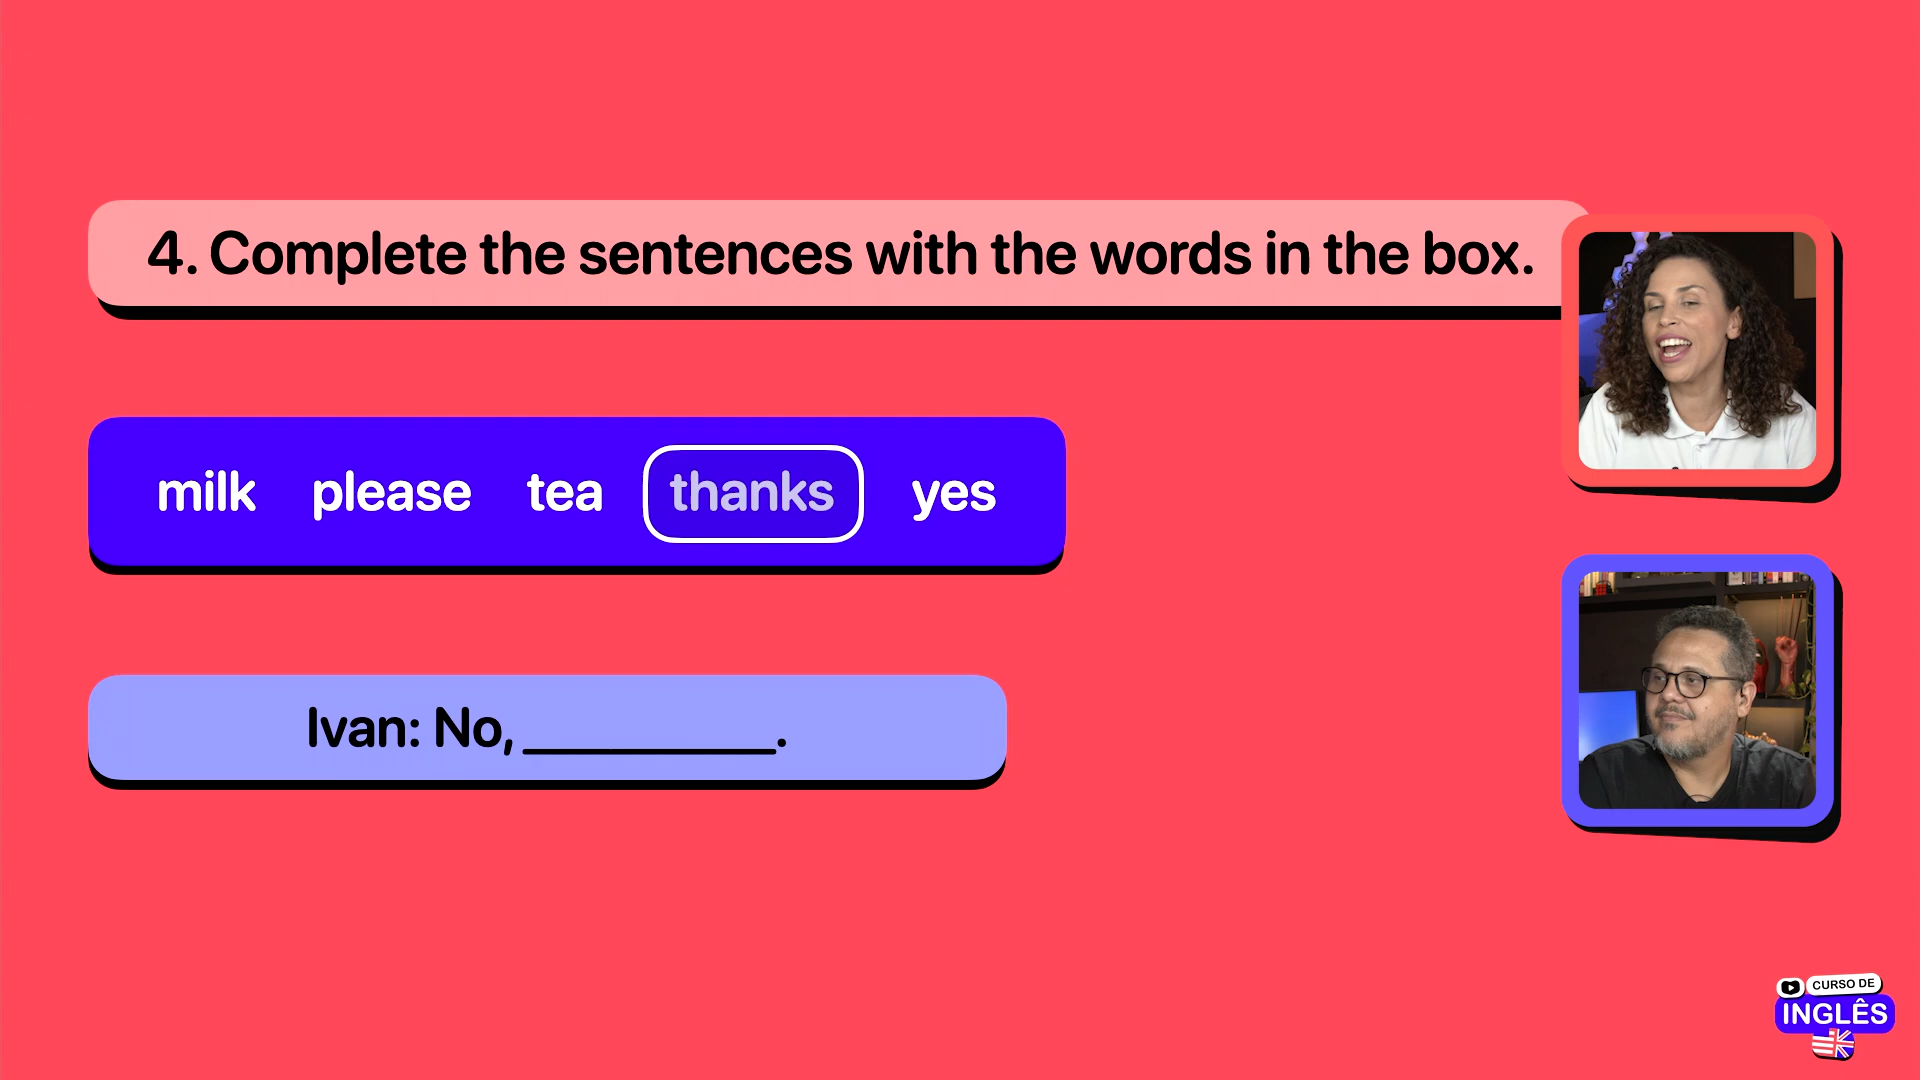 4. Complete the sentences with the words in the box.
milk please tea thanks yes
Ivan: No, __________.
CURSO DE
INGLÊS